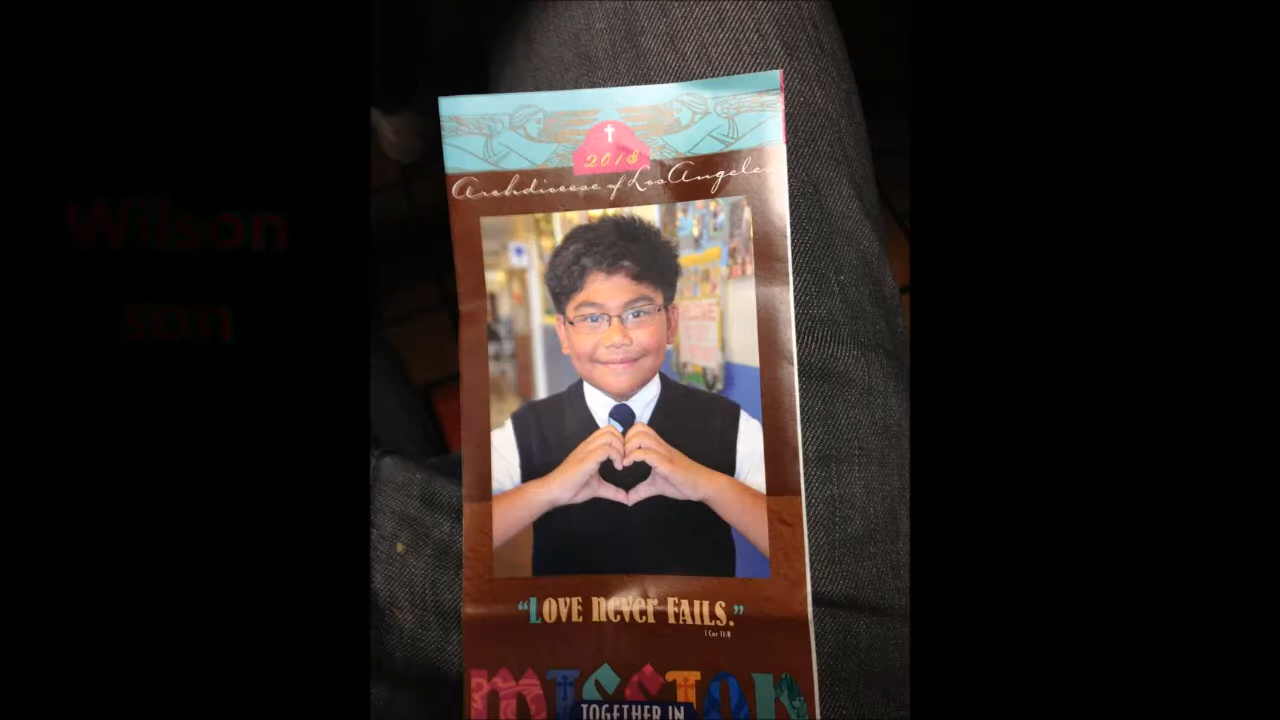 Wilson
son
2018
Archdiocese of Los Angeles
"LOVE never FAILS."
1 Cor 13:8
MISSION
TOGETHER IN